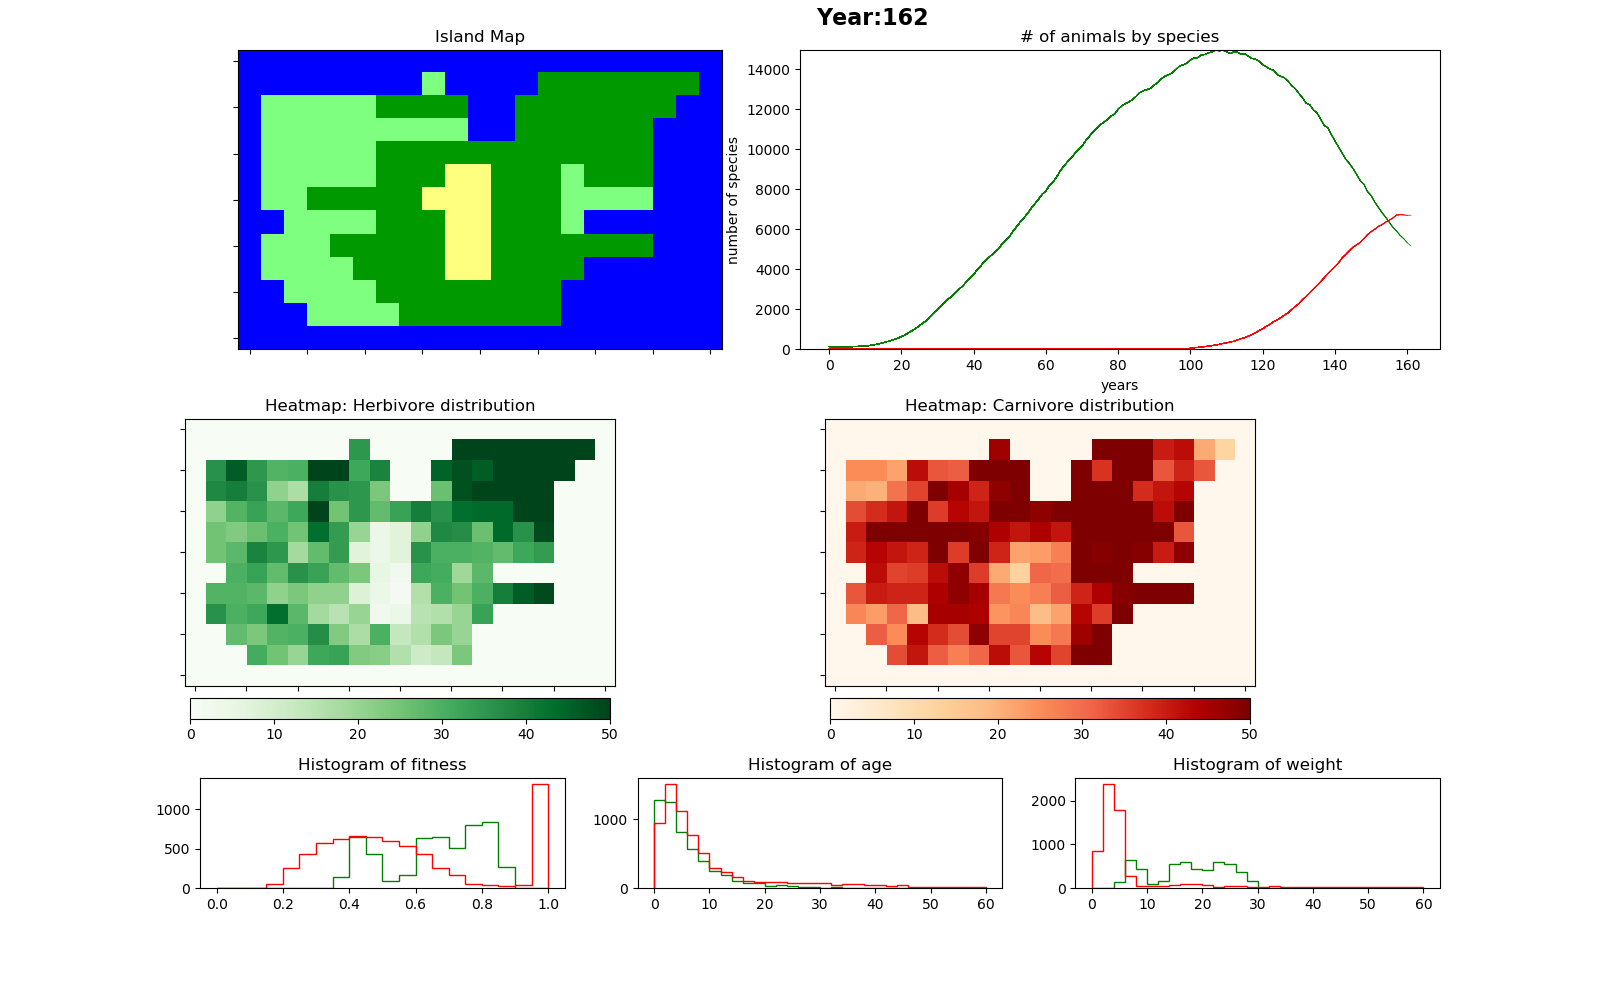 Year:162
Island Map
# of animals by species
number of species
14000
12000
10000
8000
6000
4000
2000
0
0 20 40 60 80 100 120 140 160
years
Heatmap: Herbivore distribution
Heatmap: Carnivore distribution
0 10 20 30 40 50
0 10 20 30 40 50
Histogram of fitness
1000
500
0
0.0 0.2 0.4 0.6 0.8 1.0
Histogram of age
1000
0
0 10 20 30 40 50 60
Histogram of weight
2000
1000
0
0 10 20 30 40 50 60